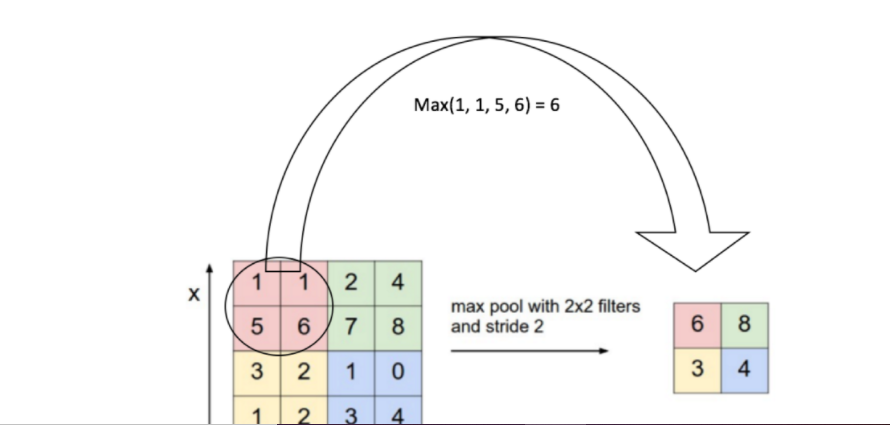 Max(1, 1, 5, 6) = 6
x
1 1 2 4
5 6 7 8
3 2 1 0
1 2 3 4
max pool with 2x2 filters
and stride 2
6 8
3 4